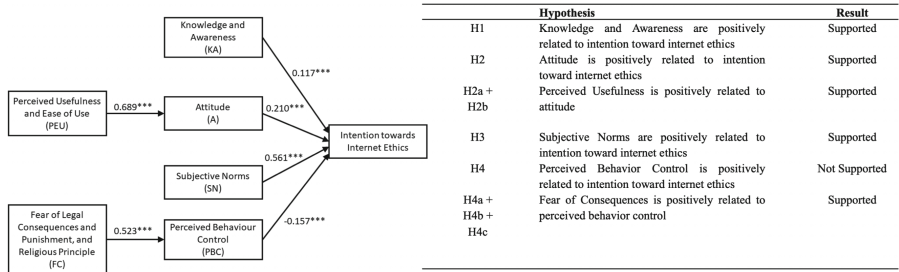 Knowledge and
Awareness
(KA)
0.117***
Perceived Usefulness
and Ease of Use
(PEU)
0.689***
Attitude
(A)
0.210***
Intention towards
Internet Ethics
Subjective Norms
(SN)
0.561***
Fear of Legal
Consequences and
Punishment, and
Religious Principle
(FC)
0.523***
Perceived Behaviour
Control
(PBC)
-0.157***
Hypothesis Result
H1 Knowledge and Awareness are positively Supported
related to intention toward internet ethics
H2 Attitude is positively related to intention Supported
toward internet ethics
H2a + Perceived Usefulness is positively related to Supported
H2b attitude
H3 Subjective Norms are positively related to Supported
intention toward internet ethics
H4 Perceived Behavior Control is positively Not Supported
related to intention toward internet ethics
H4a + Fear of Consequences is positively related to Supported
H4b + perceived behavior control
H4c